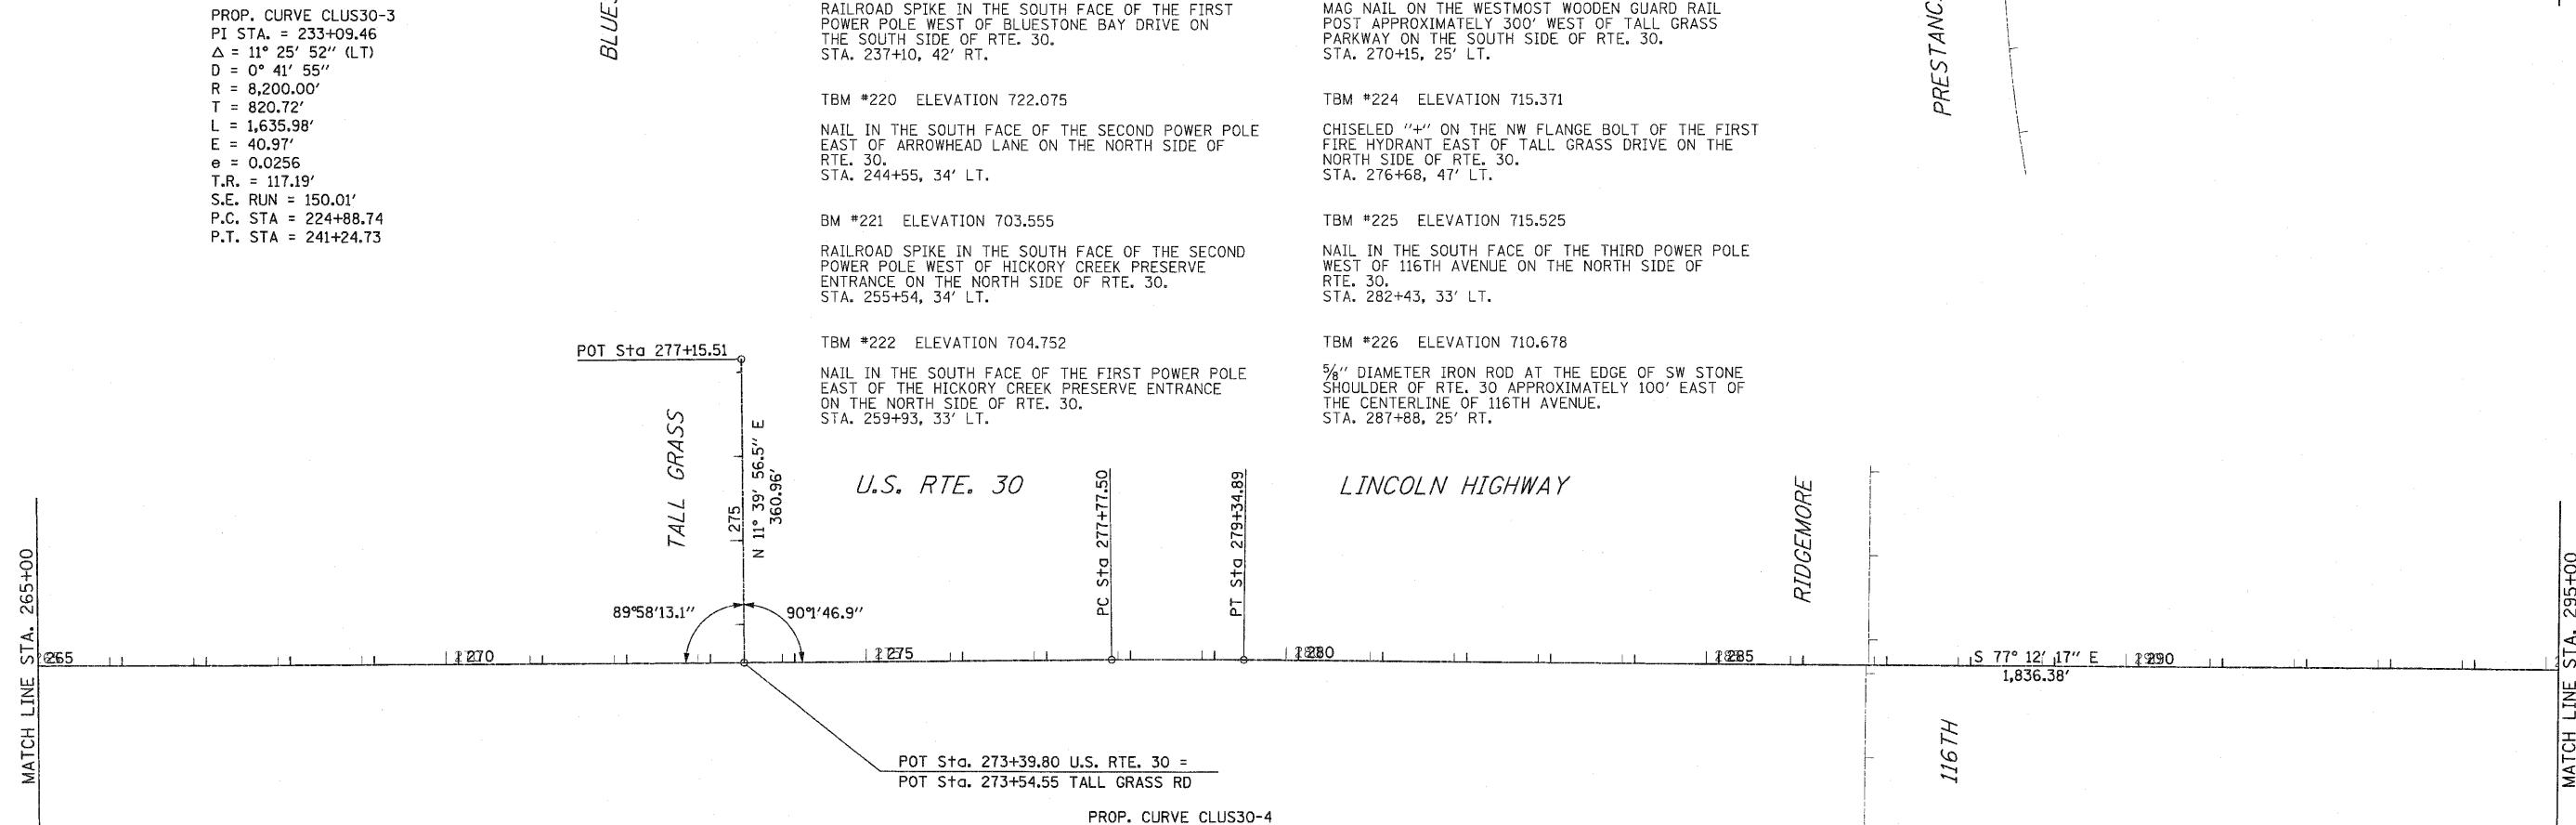 PROP. CURVE CLUS30-3
PI STA. = 233+09.46
Δ = 11° 25' 52" (LT)
D = 0° 41' 55"
R = 8,200.00'
T = 820.72'
L = 1,635.98'
E = 40.97'
e = 0.0256
T.R. = 117.19'
S.E. RUN = 150.01'
P.C. STA = 224+88.74
P.T. STA = 241+24.73
RAILROAD SPIKE IN THE SOUTH FACE OF THE FIRST
POWER POLE WEST OF BLUESTONE BAY DRIVE ON
THE SOUTH SIDE OF RTE. 30.
STA. 237+10, 42' RT.
TBM #220 ELEVATION 722.075
NAIL IN THE SOUTH FACE OF THE SECOND POWER POLE
EAST OF ARROWHEAD LANE ON THE NORTH SIDE OF
RTE. 30.
STA. 244+55, 34' LT.
BM #221 ELEVATION 703.555
RAILROAD SPIKE IN THE SOUTH FACE OF THE SECOND
POWER POLE WEST OF HICKORY CREEK PRESERVE
ENTRANCE ON THE NORTH SIDE OF RTE. 30.
STA. 255+54, 34' LT.
TBM #222 ELEVATION 704.752
NAIL IN THE SOUTH FACE OF THE FIRST POWER POLE
EAST OF THE HICKORY CREEK PRESERVE ENTRANCE
ON THE NORTH SIDE OF RTE. 30.
STA. 259+93, 33' LT.
MAG NAIL ON THE WESTMOST WOODEN GUARD RAIL
POST APPROXIMATELY 300' WEST OF TALL GRASS
PARKWAY ON THE SOUTH SIDE OF RTE. 30.
STA. 270+15, 25' LT.
TBM #224 ELEVATION 715.371
CHISELED "+" ON THE NW FLANGE BOLT OF THE FIRST
FIRE HYDRANT EAST OF TALL GRASS DRIVE ON THE
NORTH SIDE OF RTE. 30.
STA. 276+68, 47' LT.
TBM #225 ELEVATION 715.525
NAIL IN THE SOUTH FACE OF THE THIRD POWER POLE
WEST OF 116TH AVENUE ON THE NORTH SIDE OF
RTE. 30.
STA. 282+43, 33' LT.
TBM #226 ELEVATION 710.678
5/8" DIAMETER IRON ROD AT THE EDGE OF SW STONE
SHOULDER OF RTE. 30 APPROXIMATELY 100' EAST OF
THE CENTERLINE OF 116TH AVENUE.
STA. 287+88, 25' RT.
POT Sta 277+15.51
TALL GRASS
275
N 11° 39' 56.5" E
360.96'
U.S. RTE. 30
PC Sta 277+77.50
PT Sta 279+34.89
LINCOLN HIGHWAY
RIDGEMORE
89°58'13.1"
90°1'46.9"
MATCH LINE STA. 265+00
265
270
275
280
285
S 77° 12' 17" E
1,836.38'
290
MATCH LINE STA. 295+00
116TH
POT Sta. 273+39.80 U.S. RTE. 30 =
POT Sta. 273+54.55 TALL GRASS RD
PROP. CURVE CLUS30-4